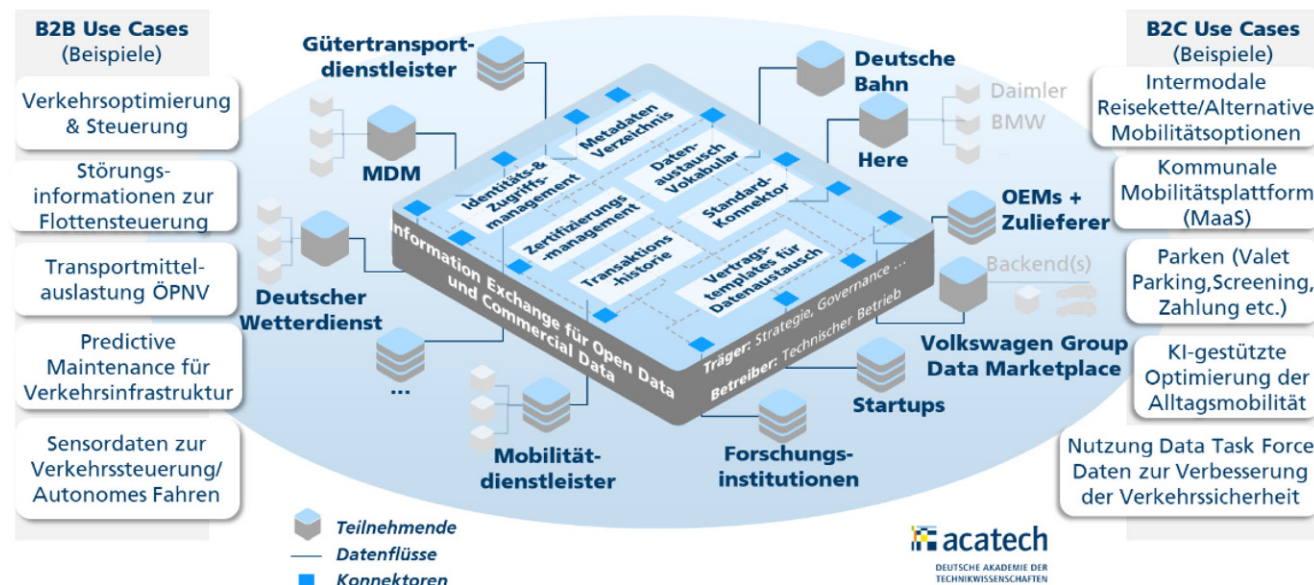 B2B Use Cases
(Beispiele)
Verkehrsoptimierung
& Steuerung
Störungs-
informationen zur
Flottensteuerung
Transportmittel-
auslastung ÖPNV
Predictive
Maintenance für
Verkehrsinfrastruktur
Sensordaten zur
Verkehrssteuerung/
Autonomes Fahren
Gütertransport-
dienstleister
MDM
Deutscher
Wetterdienst
...
Mobilität-
dienstleister
Metadaten
Verzeichnis
Identitäts-&
Zugriffs-
management
Daten-
austausch
Vokabular
Zertifizierungs
-management
Standard-
Konnektor
Transaktions
-historie
Vertrags-
templates für
Datenaustausch
Information Exchange für Open Data
und Commercial Data
Träger: Strategie, Governance ...
Betreiber: Technischer Betrieb
Deutsche
Bahn
Here
Daimler
BMW
...
OEMs +
Zulieferer
Backend(s)
Volkswagen Group
Data Marketplace
Startups
Forschungs-
institutionen
B2C Use Cases
(Beispiele)
Intermodale
Reisekette/Alternative
Mobilitätsoptionen
Kommunale
Mobilitätsplattform
(MaaS)
Parken (Valet
Parking,Screening,
Zahlung etc.)
KI-gestützte
Optimierung der
Alltagsmobilität
Nutzung Data Task Force
Daten zur Verbesserung
der Verkehrssicherheit
Teilnehmende
Datenflüsse
Konnektoren
acatech
DEUTSCHE AKADEMIE DER
TECHNIKWISSENSCHAFTEN